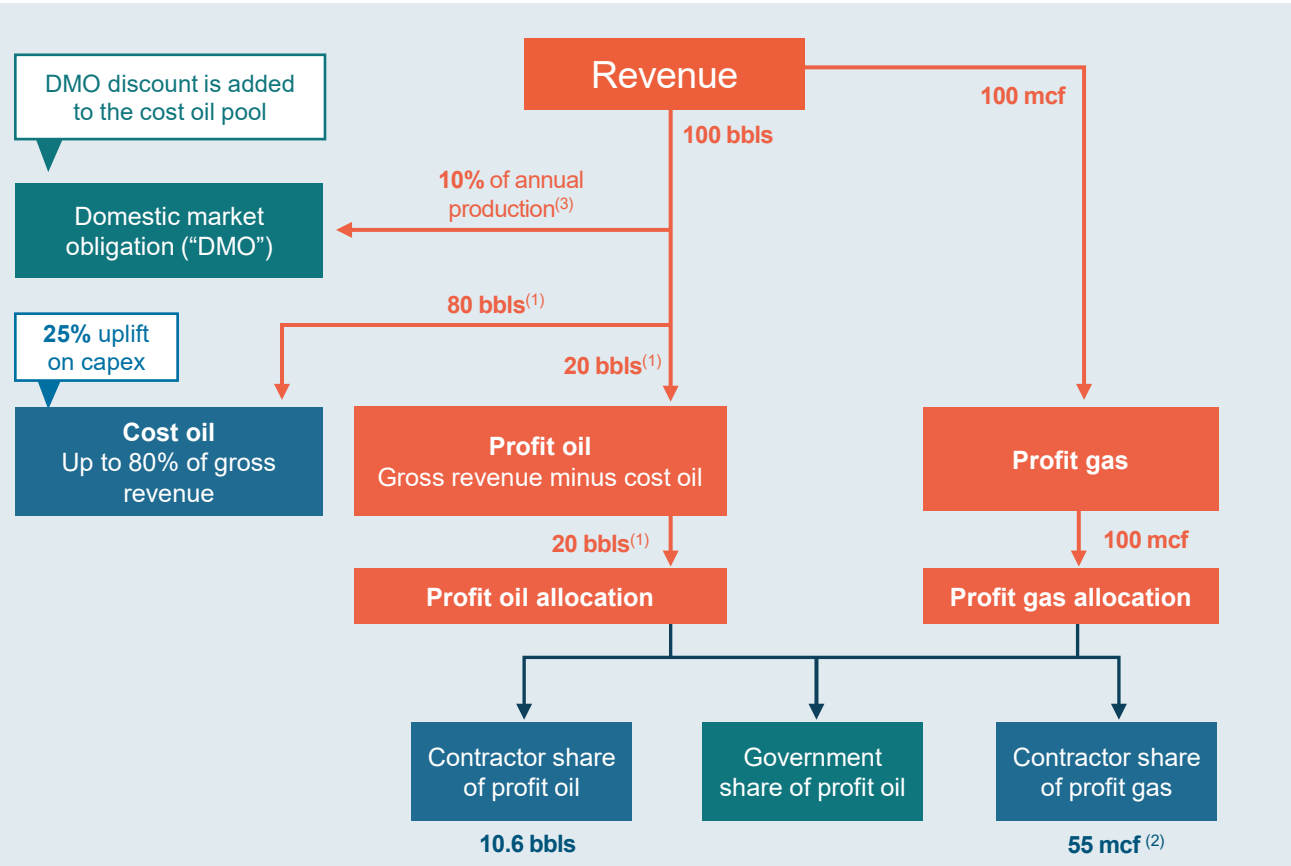 Revenue
DMO discount is added
to the cost oil pool
100 mcf
100 bbls
10% of annual
production(3)
Domestic market
obligation (“DMO”)
80 bbls(1)
25% uplift
on capex
20 bbls(1)
Cost oil
Up to 80% of gross
revenue
Profit oil
Gross revenue minus cost oil
Profit gas
20 bbls(1)
100 mcf
Profit oil allocation
Profit gas allocation
Contractor share
of profit oil
Government
share of profit oil
Contractor share
of profit gas
10.6 bbls
55 mcf (2)